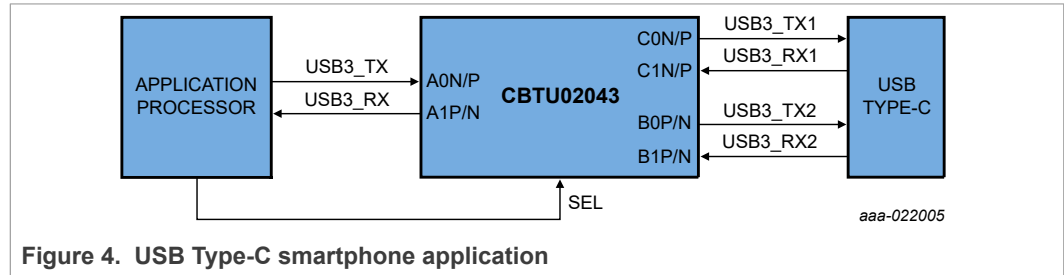 USB3_TX1
C0N/P
USB3_RX1
USB3_TX
C1N/P
APPLICATION
PROCESSOR
A0N/P
CBTU02043
USB
TYPE-C
USB3_RX
A1P/N
USB3_TX2
B0P/N
USB3_RX2
B1P/N
SEL
aaa-022005
Figure 4. USB Type-C smartphone application